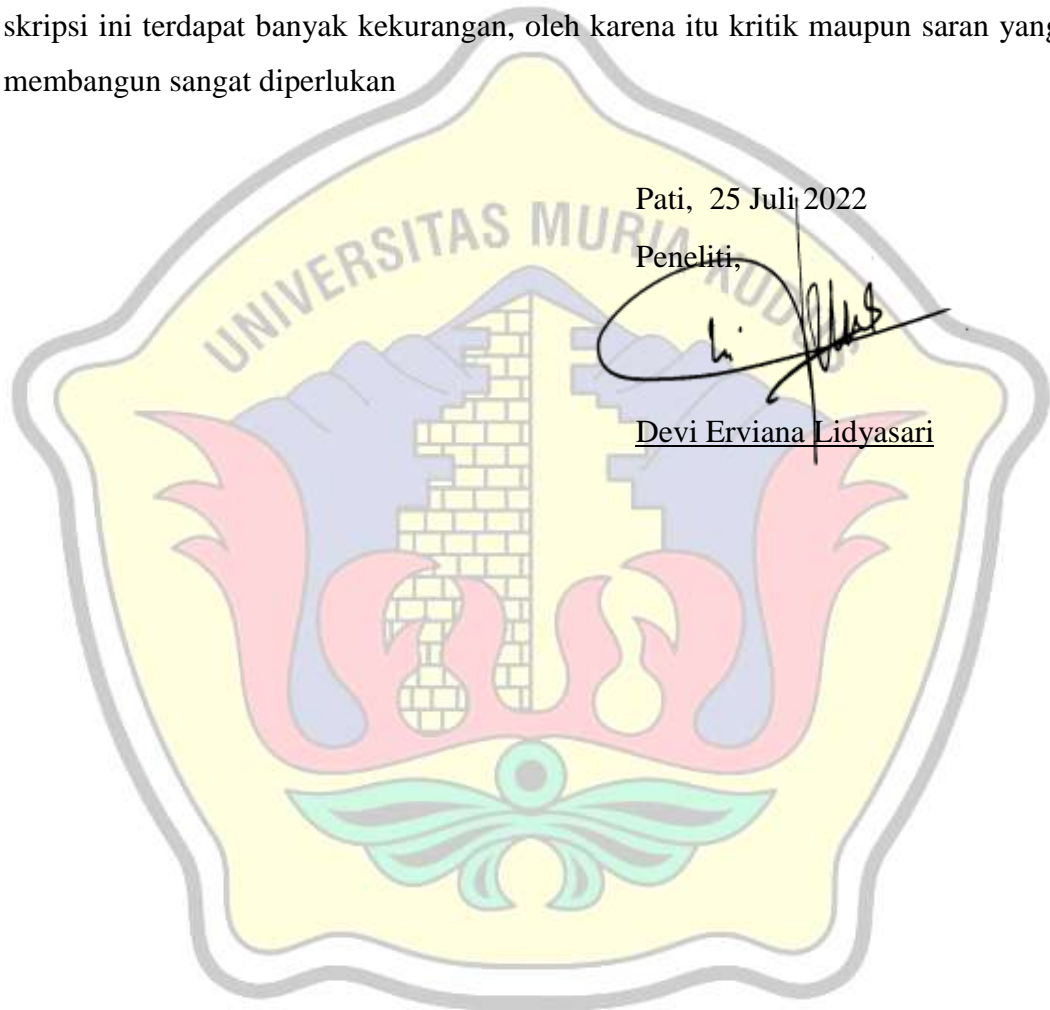 skripsi ini terdapat banyak kekurangan, oleh karena itu kritik maupun saran yang
membangun sangat diperlukan
Pati, 25 Juli 2022
UNIVERSITAS MURIA KUDUS
Peneliti,
Devi Erviana Lidyasari